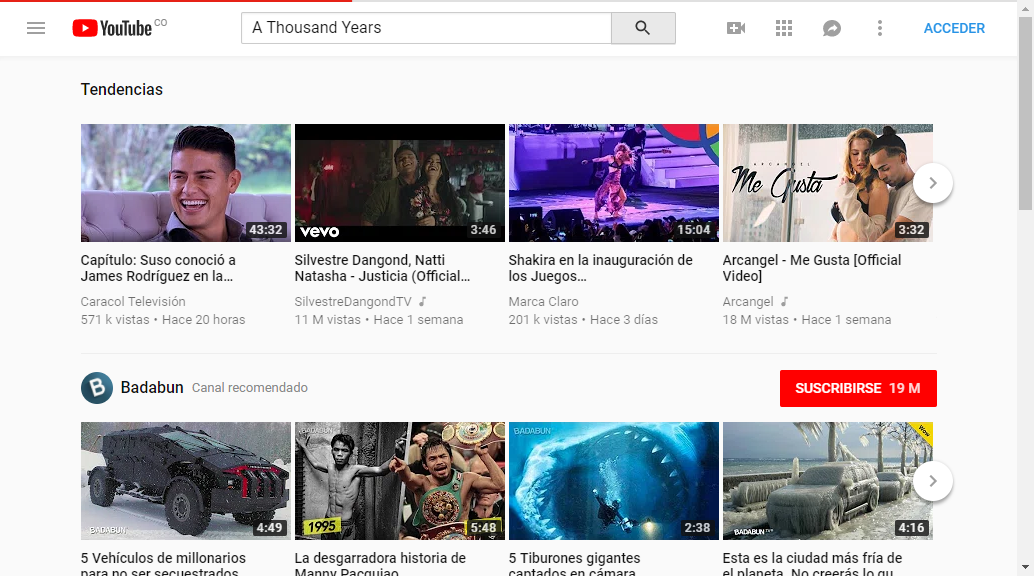 YouTube CO
A Thousand Years
ACCEDER
Tendencias
43:32
vevo
3:46
15:04
ARCANGEL
Me Gusta
3:32
Capítulo: Suso conoció a
James Rodríguez en la...
Caracol Televisión
571 k vistas • Hace 20 horas
Silvestre Dangond, Natti
Natasha - Justicia (Official...
SilvestreDangondTV
11 M vistas • Hace 1 semana
Shakira en la inauguración de
los Juegos...
Marca Claro
201 k vistas • Hace 3 días
Arcangel - Me Gusta [Official
Video]
Arcangel
18 M vistas • Hace 1 semana
B
Badabun Canal recomendado
SUSCRIBIRSE 19 M
BADABUN
4:49
BADABUN
1995
5:48
BADABUN
2:38
WOW
BADABUN
4:16
5 Vehículos de millonarios
para no ser secuestrados
La desgarradora historia de
Manny Pacquiao
5 Tiburones gigantes
captados en cámara
Esta es la ciudad más fría de
el planeta. No creerás lo qu